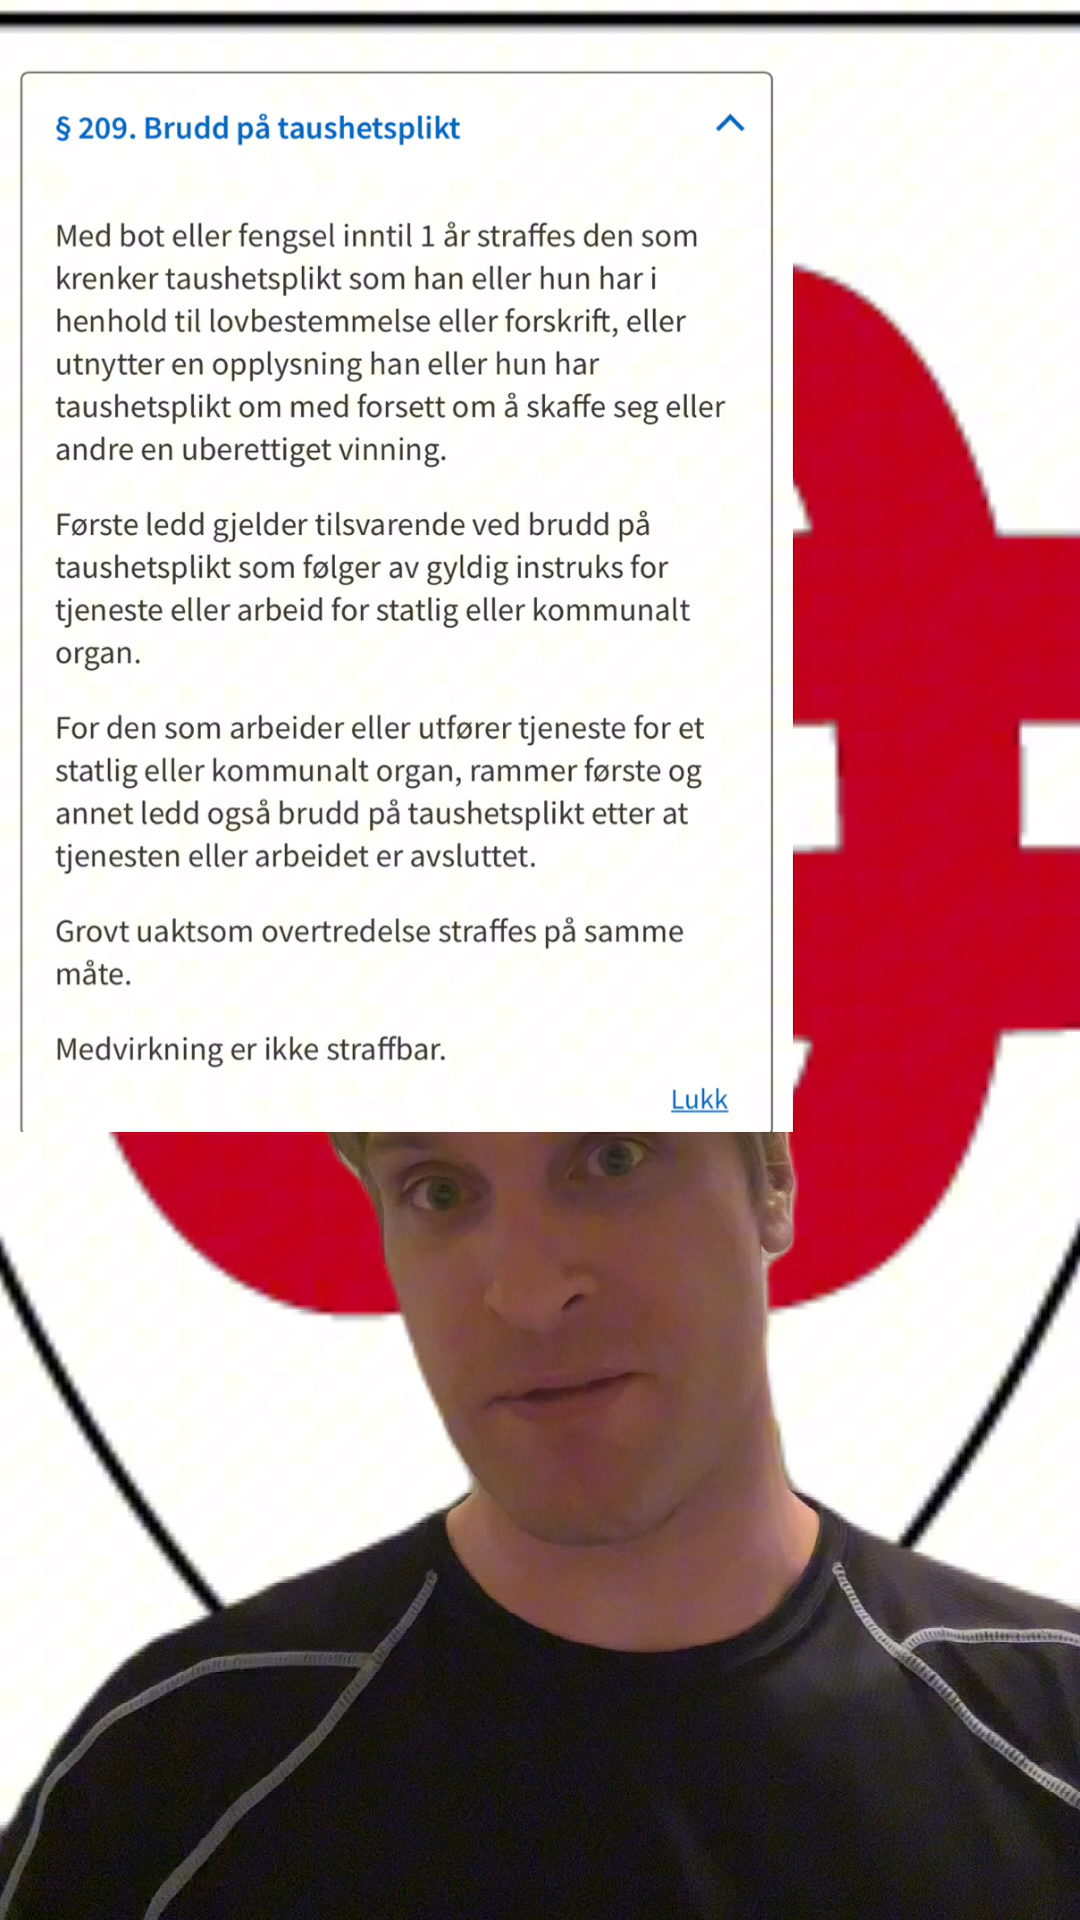 § 209. Brudd på taushetsplikt
Med bot eller fengsel inntil 1 år straffes den som
krenker taushetsplikt som han eller hun har i
henhold til lovbestemmelse eller forskrift, eller
utnytter en opplysning han eller hun har
taushetsplikt om med forsett om å skaffe seg eller
andre en uberettiget vinning.
Første ledd gjelder tilsvarende ved brudd på
taushetsplikt som følger av gyldig instruks for
tjeneste eller arbeid for statlig eller kommunalt
organ.
For den som arbeider eller utfører tjeneste for et
statlig eller kommunalt organ, rammer første og
annet ledd også brudd på taushetsplikt etter at
tjenesten eller arbeidet er avsluttet.
Grovt uaktsom overtredelse straffes på samme
måte.
Medvirkning er ikke straffbar.
Lukk